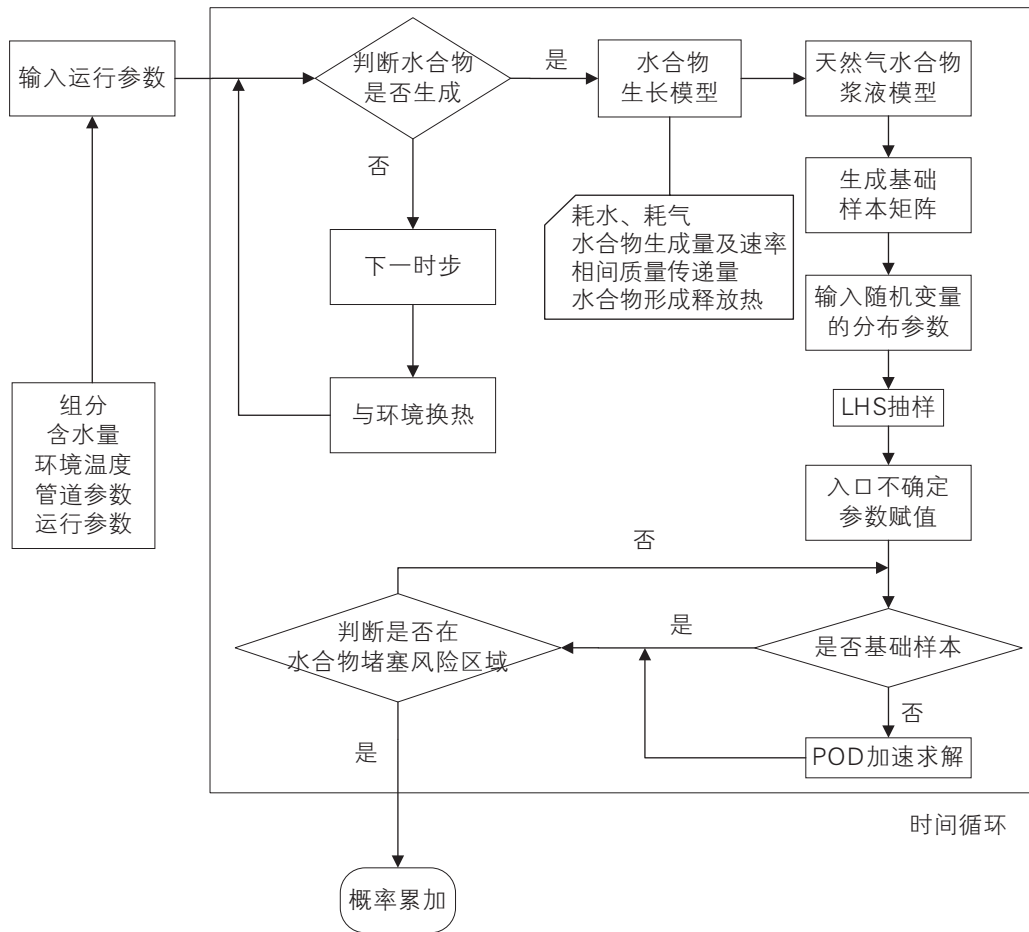 输入运行参数
判断水合物
是否生成
是
水合物
生长模型
天然气水合物
浆液模型
否
生成基础
样本矩阵
耗水、耗气
水合物生成量及速率
相间质量传递量
水合物形成释放热
下一时步
输入随机变量
的分布参数
与环境换热
LHS抽样
组分
含水量
环境温度
管道参数
运行参数
入口不确定
参数赋值
否
判断是否在
水合物堵塞风险区域
是
是否基础样本
否
是
POD加速求解
时间循环
概率累加